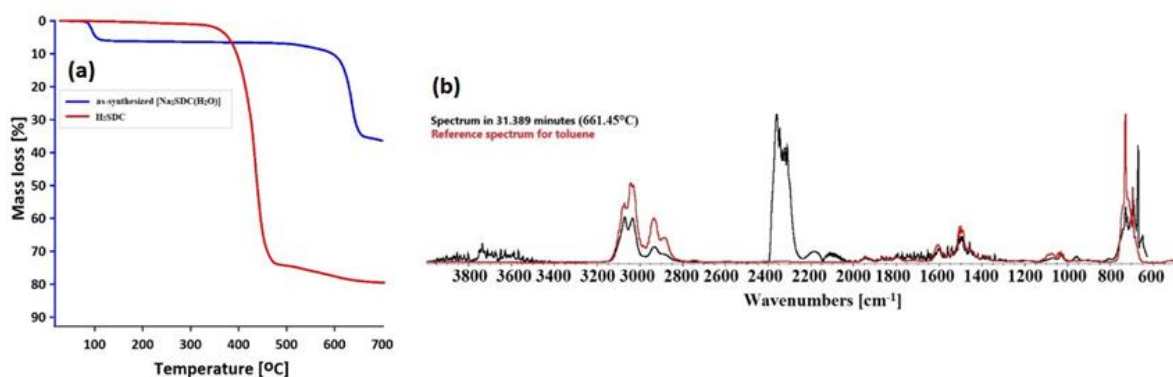 0
10
20
30
40
50
60
70
80
90
Mass loss [%]
(a)
as-synthesized [Na₂SDC(H₂O)]
H₂SDC
100 200 300 400 500 600 700
Temperature [ºC]
(b)
Spectrum in 31.389 minutes (661.45°C)
Reference spectrum for toluene
3800 3400 3200 3000 2800 2600 2400 2200 2000 1800 1600 1400 1200 1000 800 600
Wavenumbers [cm⁻¹]